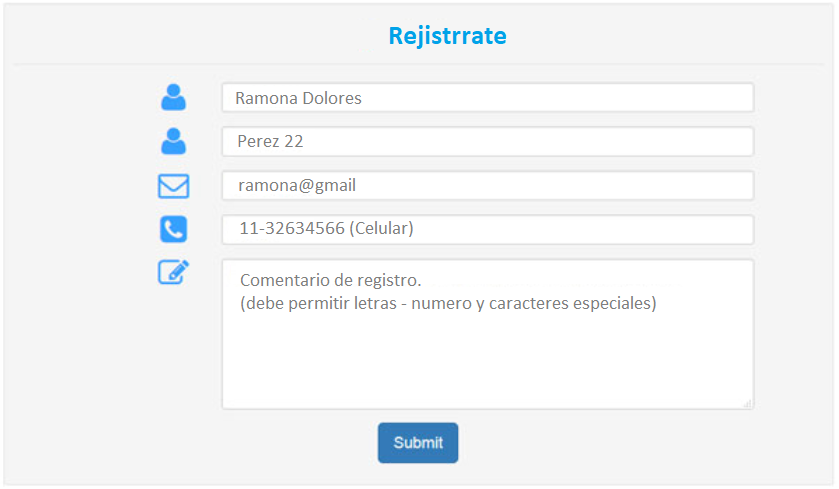 Rejistrrate
Ramona Dolores
Perez 22
ramona@gmail
11-32634566 (Celular)
Comentario de registro.
(debe permitir letras - numero y caracteres especiales)
Submit